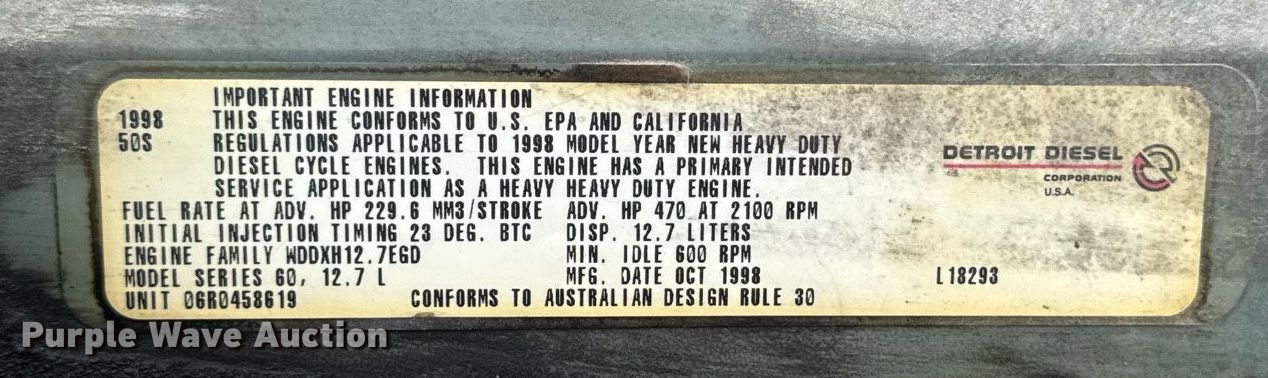 IMPORTANT ENGINE INFORMATION
1998 THIS ENGINE CONFORMS TO U.S. EPA AND CALIFORNIA
50S REGULATIONS APPLICABLE TO 1998 MODEL YEAR NEW HEAVY DUTY
DIESEL CYCLE ENGINES. THIS ENGINE HAS A PRIMARY INTENDED
SERVICE APPLICATION AS A HEAVY HEAVY DUTY ENGINE.
DETROIT DIESEL
CORPORATION
U.S.A.
FUEL RATE AT ADV. HP 229.6 MM3/STROKE ADV. HP 470 AT 2100 RPM
INITIAL INJECTION TIMING 23 DEG. BTC DISP. 12.7 LITERS
ENGINE FAMILY WDDXH12.7EGD MIN. IDLE 600 RPM
MODEL SERIES 60, 12.7 L MFG. DATE OCT 1998 L18293
UNIT 06R0458619 CONFORMS TO AUSTRALIAN DESIGN RULE 30
Purple Wave Auction